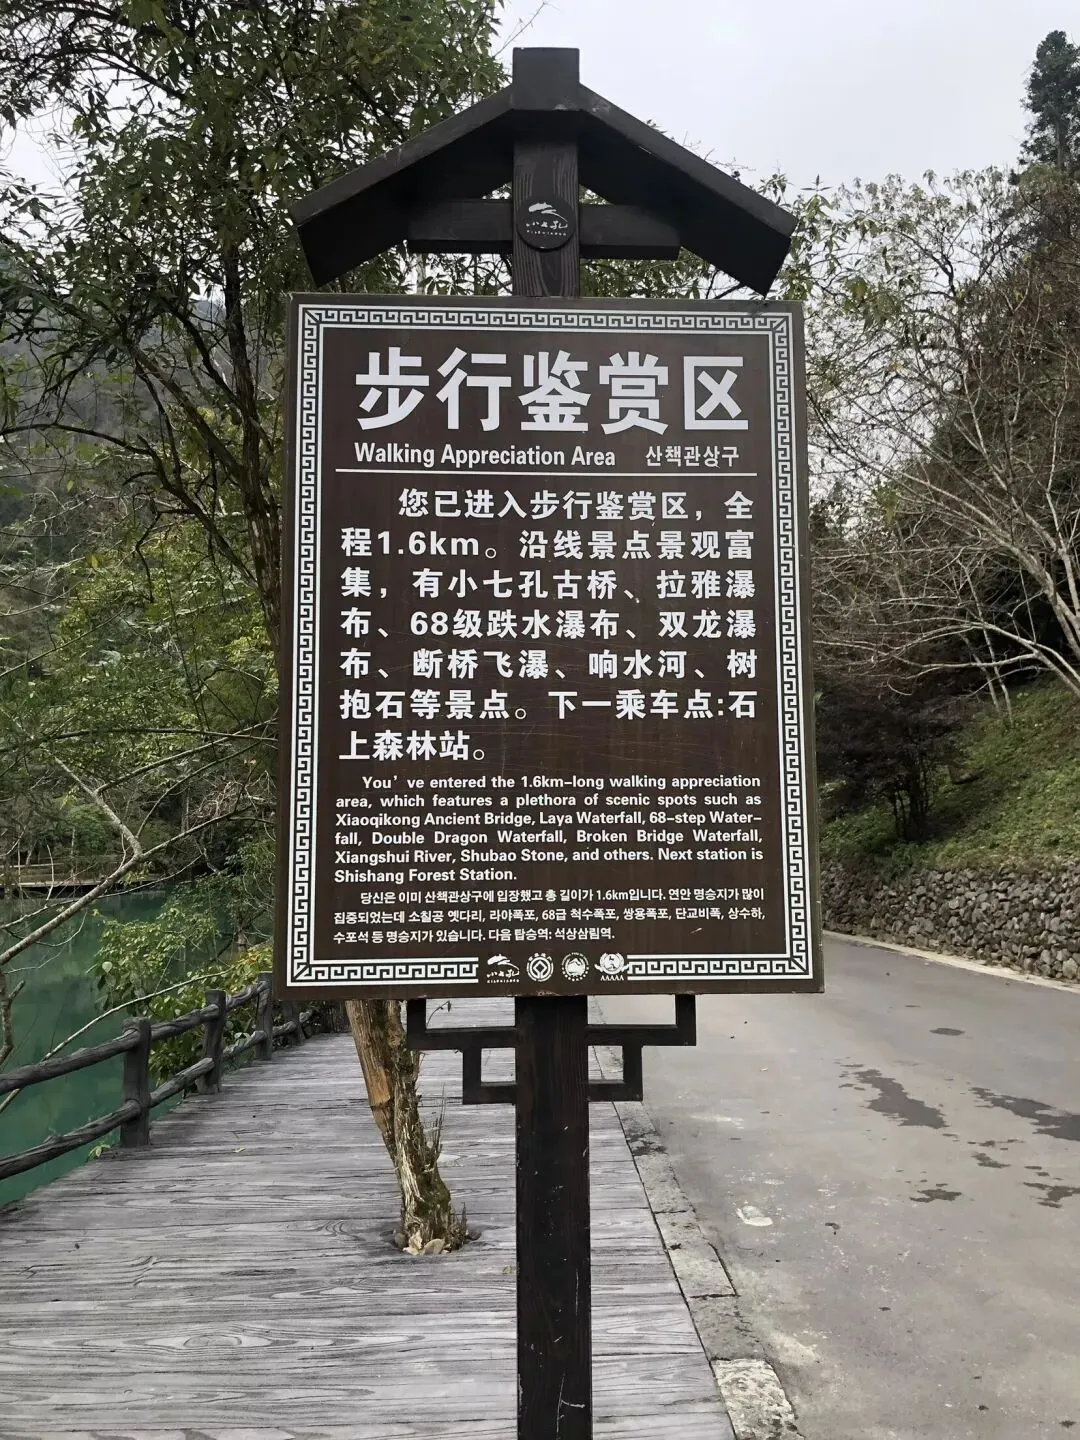 小七孔
步行鉴赏区
Walking Appreciation Area 산책관상구
您已进入步行鉴赏区，全
程1.6km。沿线景点景观富
集，有小七孔古桥、拉雅瀑
布、68级跌水瀑布、双龙瀑
布、断桥飞瀑、响水河、树
抱石等景点。下一乘车点:石
上森林站。
You've entered the 1.6km-long walking appreciation
area, which features a plethora of scenic spots such as
Xiaoqikong Ancient Bridge, Laya Waterfall, 68-step Water-
fall, Double Dragon Waterfall, Broken Bridge Waterfall,
Xiangshui River, Shubao Stone, and others. Next station is
Shishang Forest Station.
당신은 이미 산책관상구에 입장했고 총 길이가 1.6km입니다. 연안 명승지가 많이
집중되었는데 소칠공 옛다리, 라야폭포, 68급 척수폭포, 쌍용폭포, 단교비폭, 상수하,
수포석 등 명승지가 있습니다. 다음 탑승역: 석상삼림역.
小七孔
AAAAA